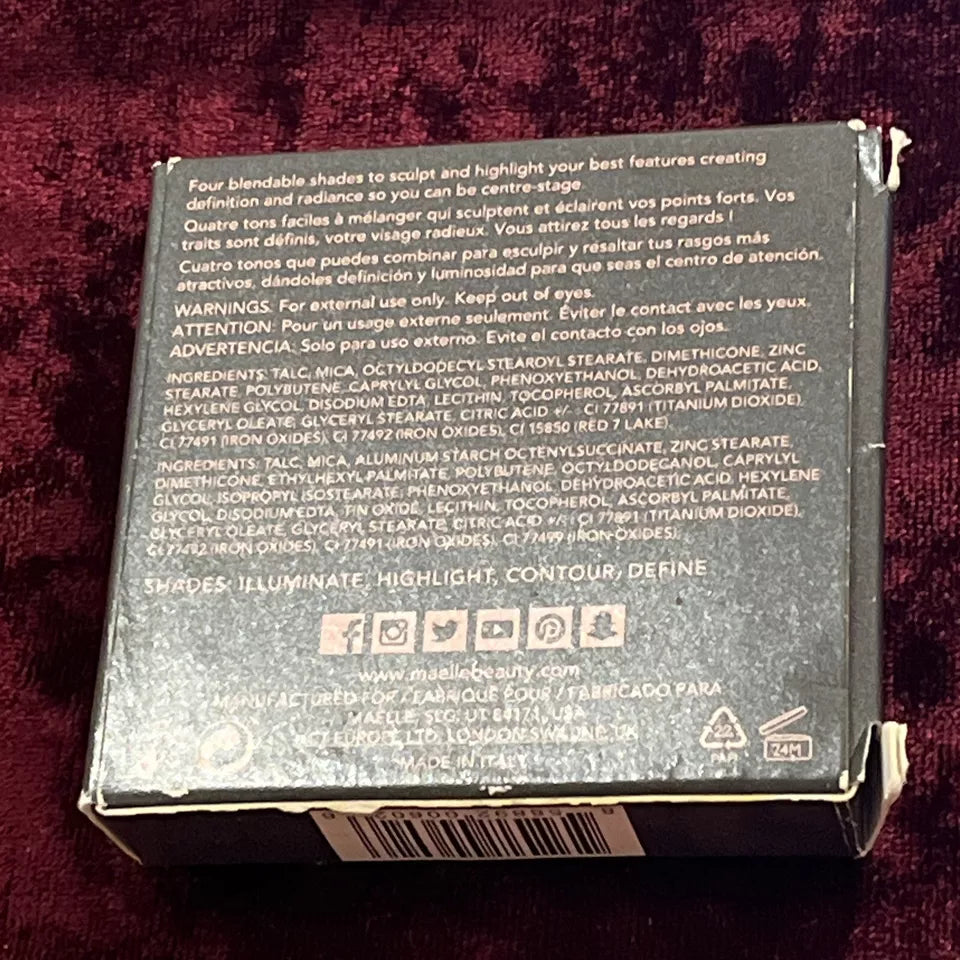 Four blendable shades to sculpt and highlight your best features creating
definition and radiance so you can be centre-stage
Quatre tons faciles à mélanger qui sculptent et éclairent vos points forts. Vos
traits sont définis, votre visage radieux. Vous attirez tous les regards !
Cuatro tonos que puedes combinar para esculpir y resaltar tus rasgos más
atractivos, dándoles definición y luminosidad para que seas el centro de atención.
WARNINGS: For external use only. Keep out of eyes.
ATTENTION: Pour un usage externe seulement. Éviter le contact avec les yeux.
ADVERTENCIA: Solo para uso externo. Evite el contacto con los ojos.
INGREDIENTS: TALC, MICA, OCTYLDODECYL STEAROYL STEARATE, DIMETHICONE, ZINC
STEARATE, POLYBUTENE, CAPRYLYL GLYCOL, PHENOXYETHANOL, DEHYDROACETIC ACID,
HEXYLENE GLYCOL, DISODIUM EDTA, LECITHIN, TOCOPHEROL, ASCORBYL PALMITATE,
GLYCERYL OLEATE, GLYCERYL STEARATE, CITRIC ACID +/- CI 77891 (TITANIUM DIOXIDE)
CI 77491 (IRON OXIDES), CI 77492 (IRON OXIDES), CI 15850 (RED 7 LAKE).
INGREDIENTS: TALC, MICA, ALUMINUM STARCH OCTENYLSUCCINATE, ZINC STEARATE,
DIMETHICONE, ETHYLHEXYL PALMITATE, POLYBUTENE, OCTYLDODECANOL, CAPRYLYL
GLYCOL, ISOPROPYL ISOSTEARATE, PHENOXYETHANOL, DEHYDROACETIC ACID, HEXYLENE
GLYCOL, DISODIUM EDTA, TIN OXIDE, LECITHIN, TOCOPHEROL, ASCORBYL PALMITATE,
GLYCERYL OLEATE, GLYCERYL STEARATE, CITRIC ACID +/- CI 77891 (TITANIUM DIOXIDE),
CI 77492 (IRON OXIDES), CI 77491 (IRON OXIDES), CI 77499 (IRON OXIDES).
SHADES: ILLUMINATE, HIGHLIGHT, CONTOUR, DEFINE
www.maellebeauty.com
MANUFACTURED FOR / FABRIQUÉ POUR / FABRICADO PARA
MAELLE, SLC, UT 84171, USA
EUROPE LTD, LONDON UK
MADE IN ITALY
22
PAP
24M